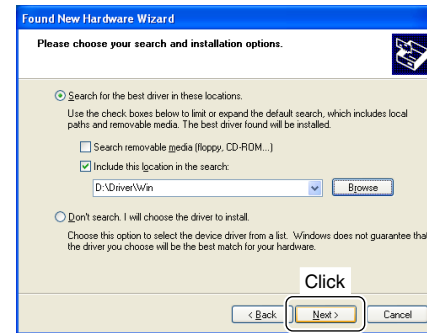 Found New Hardware Wizard
Please choose your search and installation options.
Search for the best driver in these locations.
Use the check boxes below to limit or expand the default search, which includes local
paths and removable media. The best driver found will be installed.
Search removable media (floppy, CD-ROM...)
Include this location in the search:
D:\Driver\Win
Browse
Don't search. I will choose the driver to install.
Choose this option to select the device driver from a list. Windows does not guarantee that
the driver you choose will be the best match for your hardware.
Click
< Back
Next >
Cancel